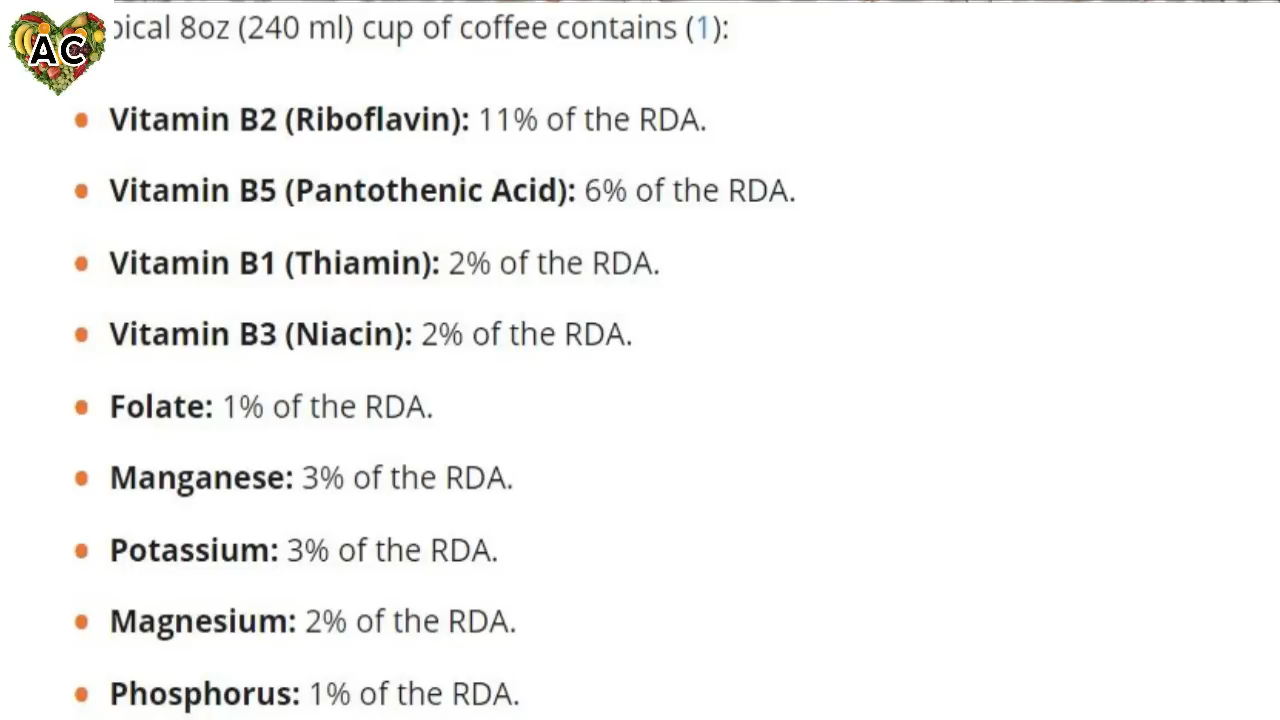 AC
pical 8oz (240 ml) cup of coffee contains (1):
Vitamin B2 (Riboflavin): 11% of the RDA.
Vitamin B5 (Pantothenic Acid): 6% of the RDA.
Vitamin B1 (Thiamin): 2% of the RDA.
Vitamin B3 (Niacin): 2% of the RDA.
Folate: 1% of the RDA.
Manganese: 3% of the RDA.
Potassium: 3% of the RDA.
Magnesium: 2% of the RDA.
Phosphorus: 1% of the RDA.